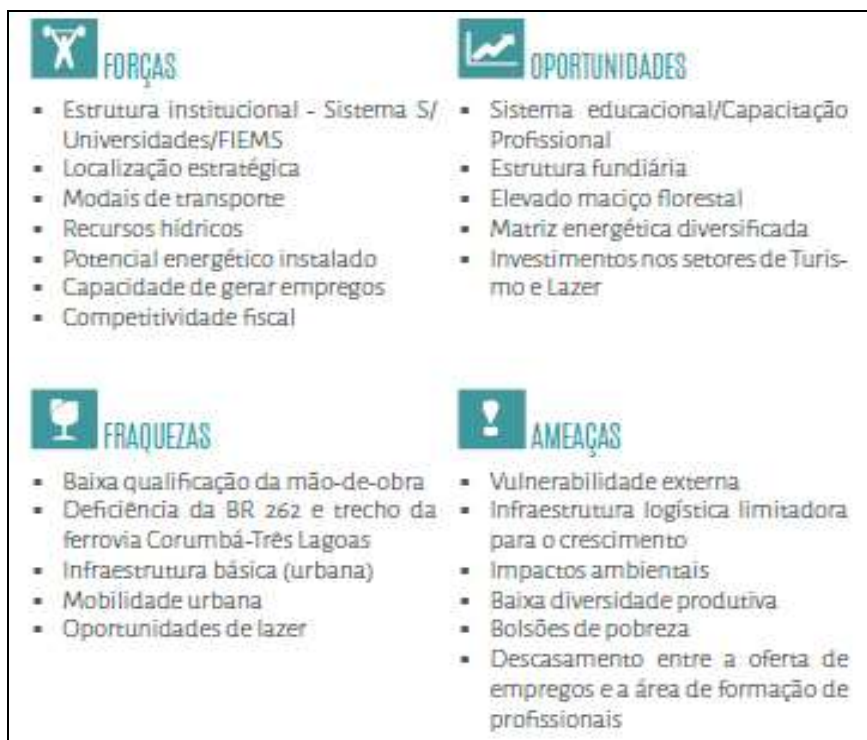 FORÇAS
▪ Estrutura institucional - Sistema S/
Universidades/FIEMS
▪ Localização estratégica
▪ Modais de transporte
▪ Recursos hídricos
▪ Potencial energético instalado
▪ Capacidade de gerar empregos
▪ Competitividade fiscal
OPORTUNIDADES
▪ Sistema educacional/Capacitação
Profissional
▪ Estrutura fundiária
▪ Elevado maciço florestal
▪ Matriz energética diversificada
▪ Investimentos nos setores de Turis-
mo e Lazer
FRAQUEZAS
▪ Baixa qualificação da mão-de-obra
▪ Deficiência da BR 262 e trecho da
ferrovia Corumbá-Três Lagoas
▪ Infraestrutura básica (urbana)
▪ Mobilidade urbana
▪ Oportunidades de lazer
AMEAÇAS
▪ Vulnerabilidade externa
▪ Infraestrutura logística limitadora
para o crescimento
▪ Impactos ambientais
▪ Baixa diversidade produtiva
▪ Bolsões de pobreza
▪ Descasamento entre a oferta de
empregos e a área de formação de
profissionais